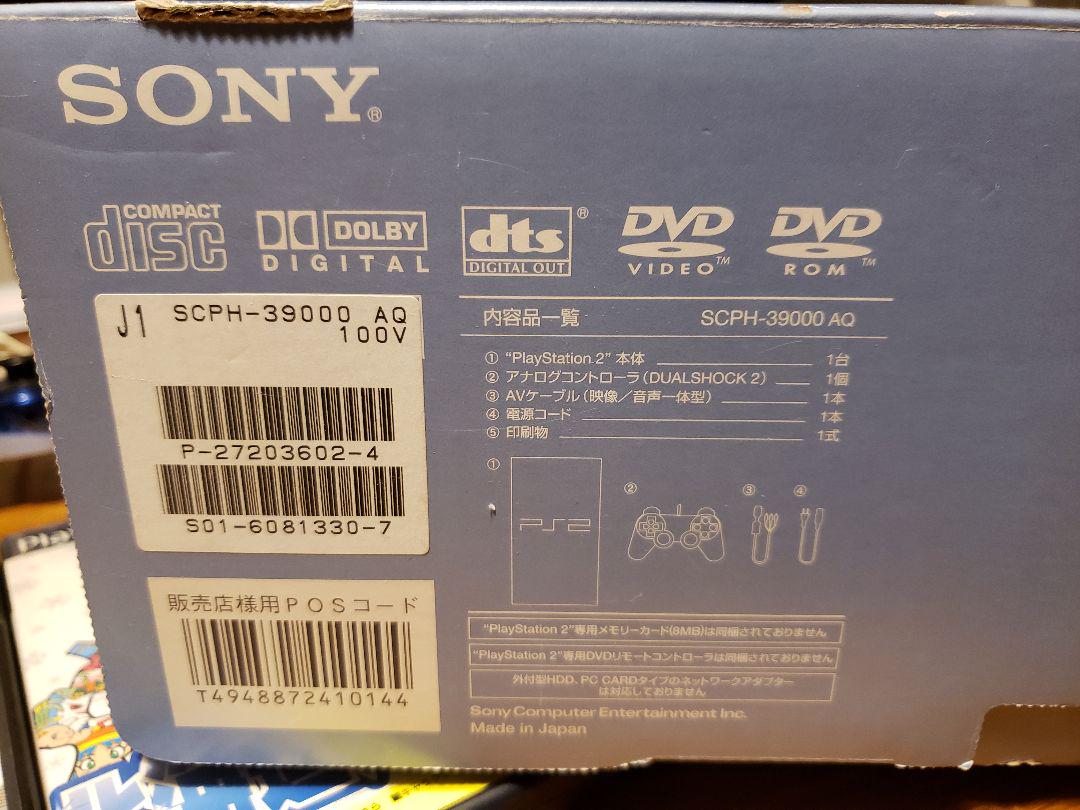 SONY®
COMPACT disc
DOLBY DIGITAL
dts® DIGITAL OUT
DVD VIDEO™
DVD ROM™
J1 SCPH-39000 AQ
100V
P-27203602-4
S01-6081330-7
販売店様用POSコード
T4948872410144
内容品一覧 SCPH-39000 AQ
① “PlayStation 2” 本体 1台
② アナログコントローラ(DUALSHOCK 2) 1個
③ AVケーブル(映像/音声一体型) 1本
④ 電源コード 1本
⑤ 印刷物 1式
① ② ③ ④
PS2
“PlayStation 2”専用メモリーカード(8MB)は同梱されておりません
“PlayStation 2”専用DVDリモートコントローラは同梱されておりません
外付型HDD, PC CARDタイプのネットワークアダプター
は対応しておりません
Sony Computer Entertainment Inc.
Made in Japan